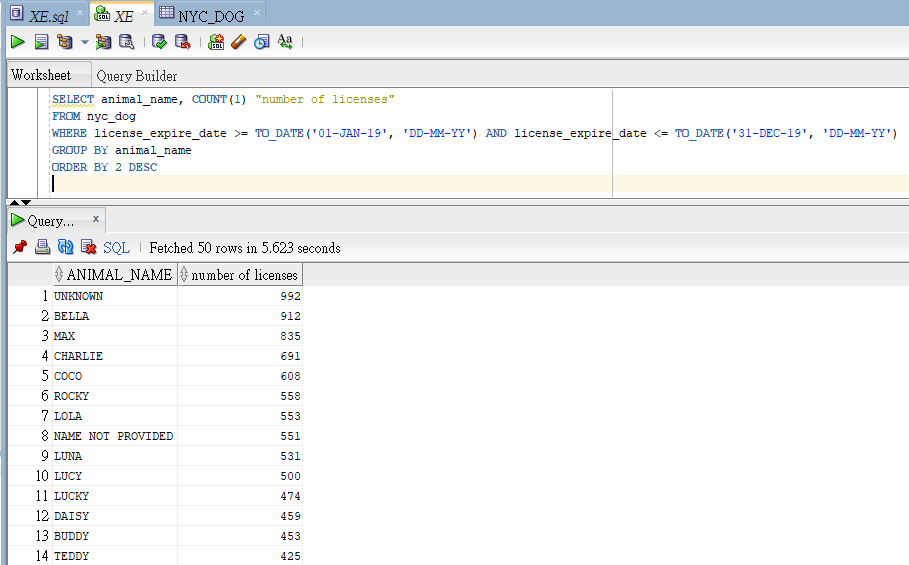 XE.sql XE NYC_DOG
Worksheet Query Builder
SELECT animal_name, COUNT(1) "number of licenses"
FROM nyc_dog
WHERE license_expire_date >= TO_DATE('01-JAN-19', 'DD-MM-YY') AND license_expire_date <= TO_DATE('31-DEC-19', 'DD-MM-YY')
GROUP BY animal_name
ORDER BY 2 DESC
Query...
SQL Fetched 50 rows in 5.623 seconds
ANIMAL_NAME number of licenses
1 UNKNOWN 992
2 BELLA 912
3 MAX 835
4 CHARLIE 691
5 COCO 608
6 ROCKY 558
7 LOLA 553
8 NAME NOT PROVIDED 551
9 LUNA 531
10 LUCY 500
11 LUCKY 474
12 DAISY 459
13 BUDDY 453
14 TEDDY 425